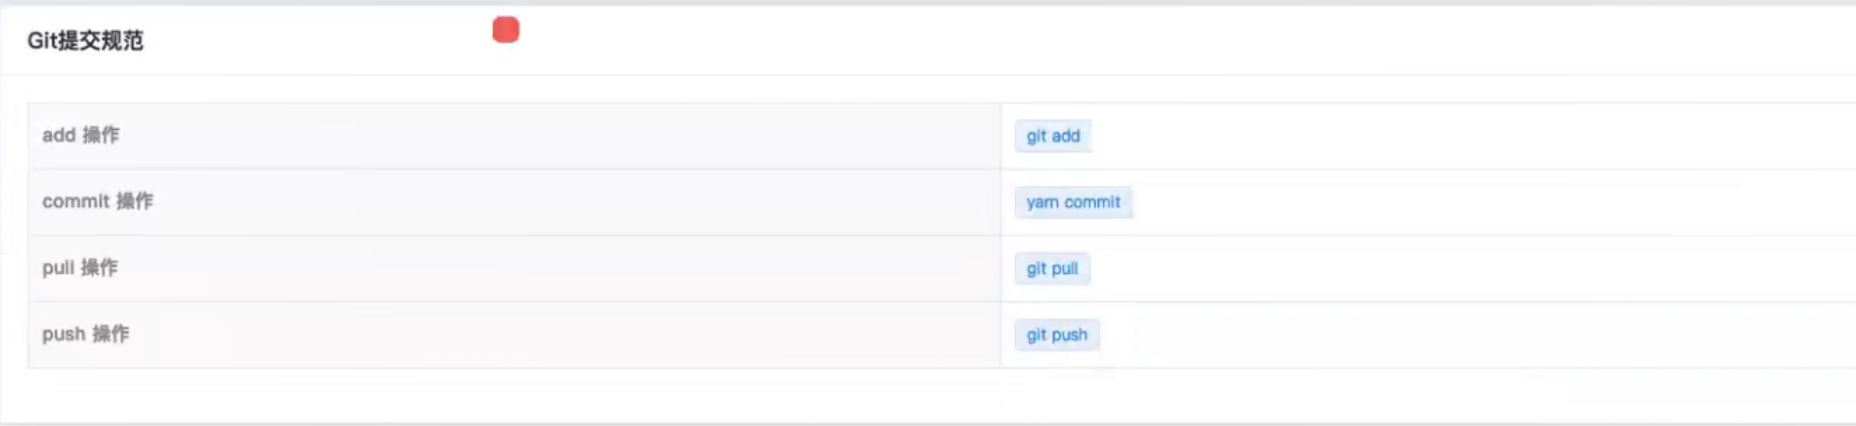 Git提交规范
add 操作
git add
commit 操作
yarn commit
pull 操作
git pull
push 操作
git push